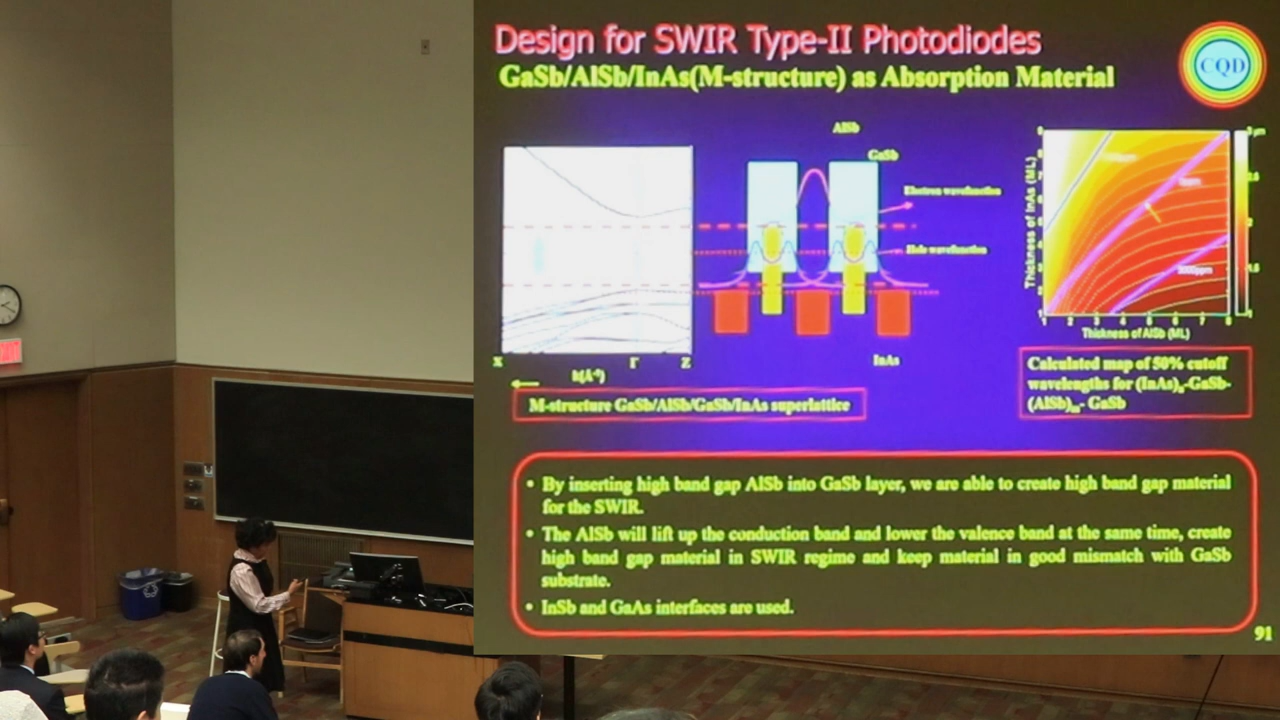 Design for SWIR Type-II Photodiodes
GaSb/AlSb/InAs(M-structure) as Absorption Material
CQD
AlSb
GaSb
Electron wavefunction
Hole wavefunction
InAs
X Γ Z
k(Å⁻¹)
M-structure GaSb/AlSb/GaSb/InAs superlattice
Thickness of InAs (ML)
3000ppm
Thickness of AlSb (ML)
Calculated map of 50% cutoff
wavelengths for (InAs)n-GaSb-
(AlSb)m- GaSb
• By inserting high band gap AlSb into GaSb layer, we are able to create high band gap material
for the SWIR.
• The AlSb will lift up the conduction band and lower the valence band at the same time, create
high band gap material in SWIR regime and keep material in good mismatch with GaSb
substrate.
• InSb and GaAs interfaces are used.
91